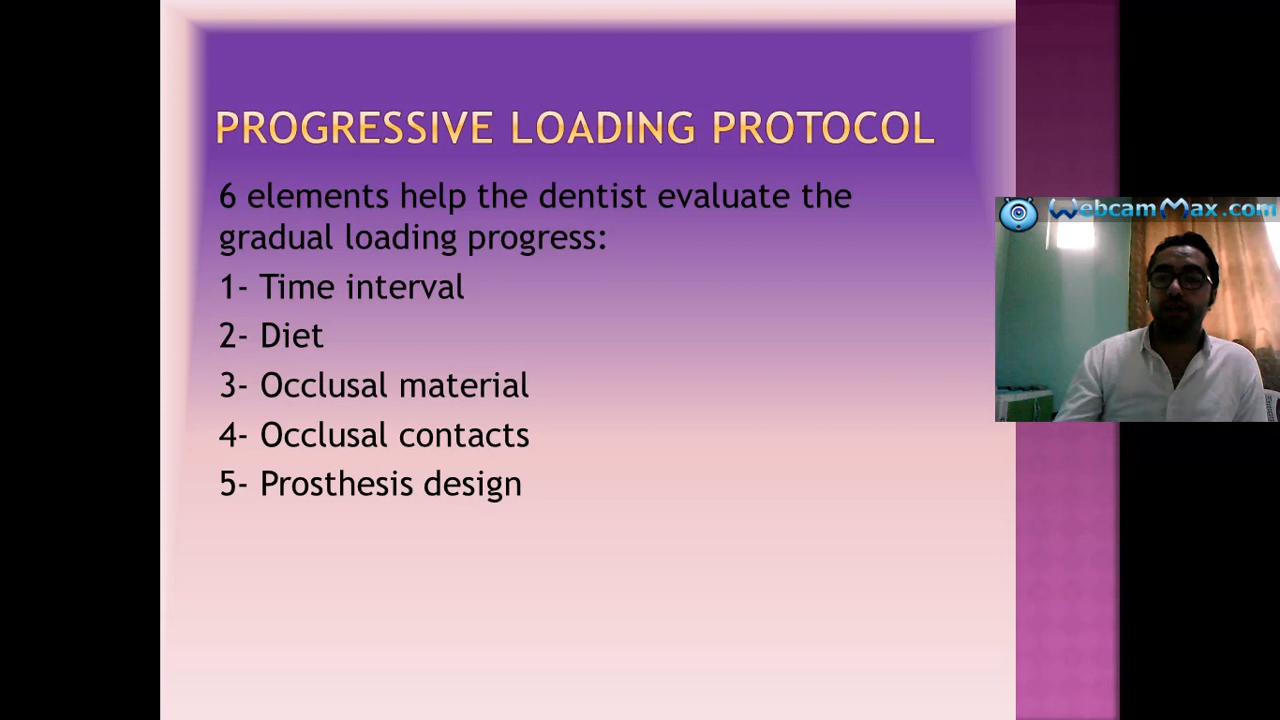 PROGRESSIVE LOADING PROTOCOL
6 elements help the dentist evaluate the
gradual loading progress:
1- Time interval
2- Diet
3- Occlusal material
4- Occlusal contacts
5- Prosthesis design
WebcamMax.com